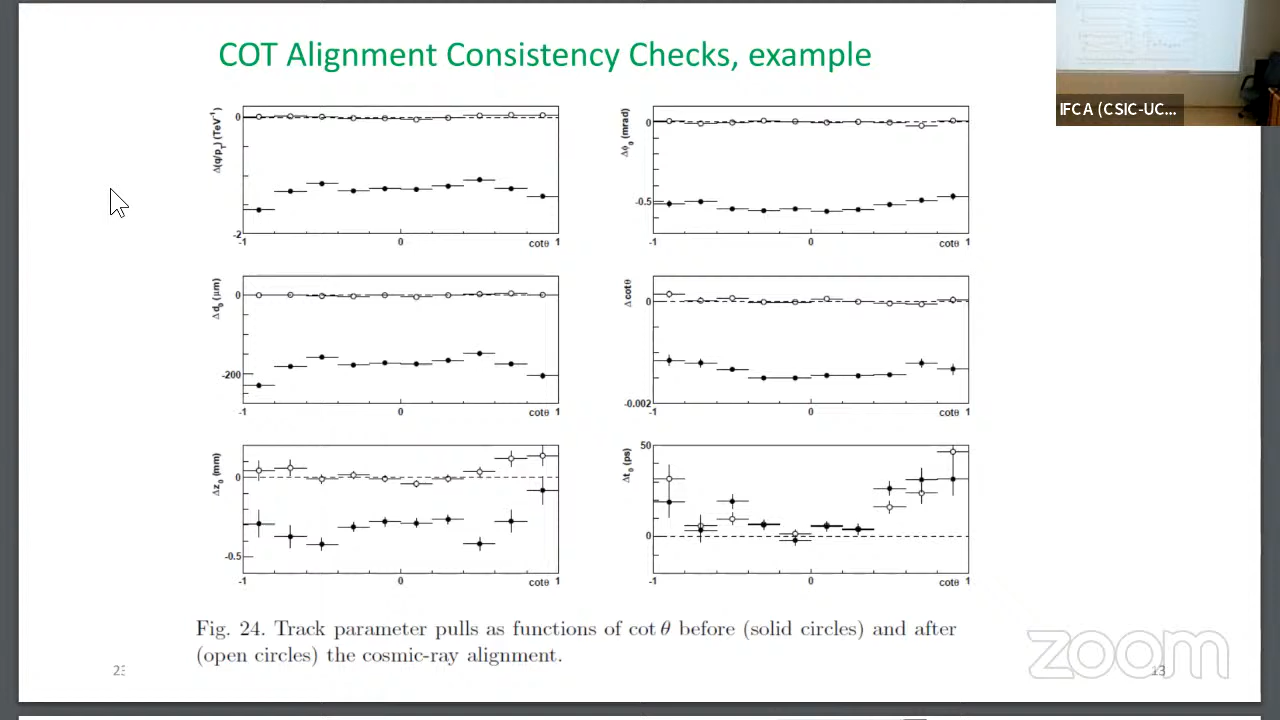 COT Alignment Consistency Checks, example
IFCA (CSIC-UC...
Δ(q/p_T) (TeV⁻¹)
0
-2
-1
0
cotθ 1
Δφ₀ (mrad)
0
-0.5
-1
0
cotθ 1
Δd₀ (μm)
0
-200
-1
0
cotθ 1
Δcotθ
0
-0.002
-1
0
cotθ 1
Δz₀ (mm)
0
-0.5
-1
0
cotθ 1
Δt₀ (ps)
50
0
-1
0
cotθ 1
Fig. 24. Track parameter pulls as functions of cot θ before (solid circles) and after
(open circles) the cosmic-ray alignment.
zoom
13